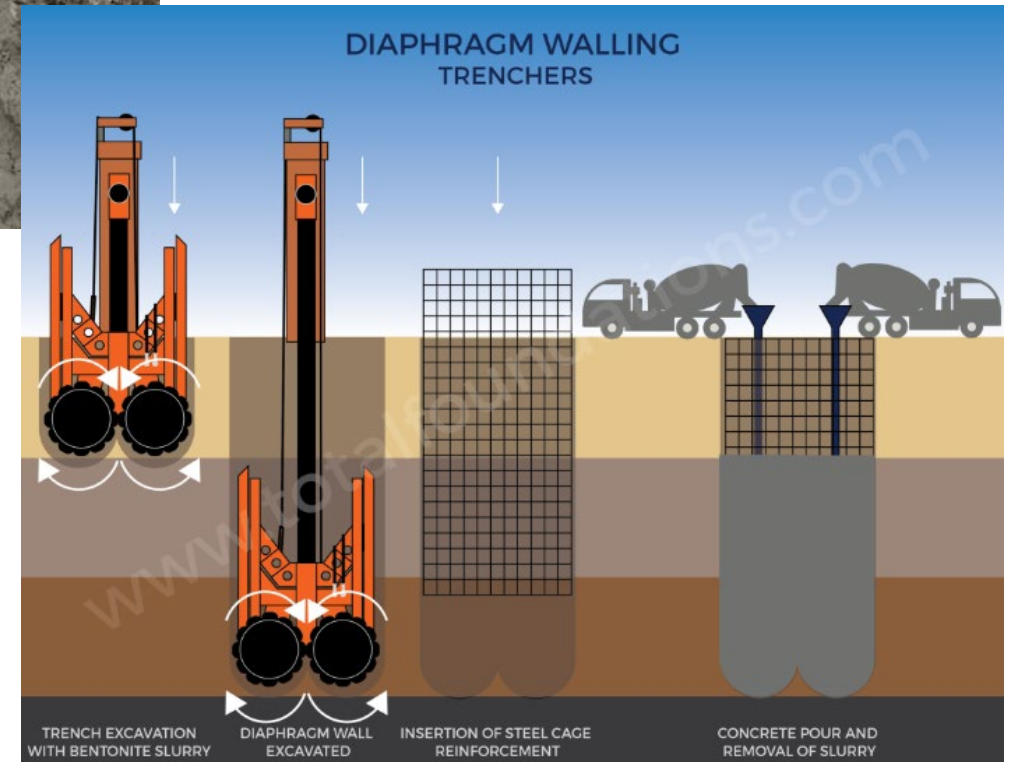 DIAPHRAGM WALLING
TRENCHERS
www.totalfoundations.com
TRENCH EXCAVATION
WITH BENTONITE SLURRY
DIAPHRAGM WALL
EXCAVATED
INSERTION OF STEEL CAGE
REINFORCEMENT
CONCRETE POUR AND
REMOVAL OF SLURRY